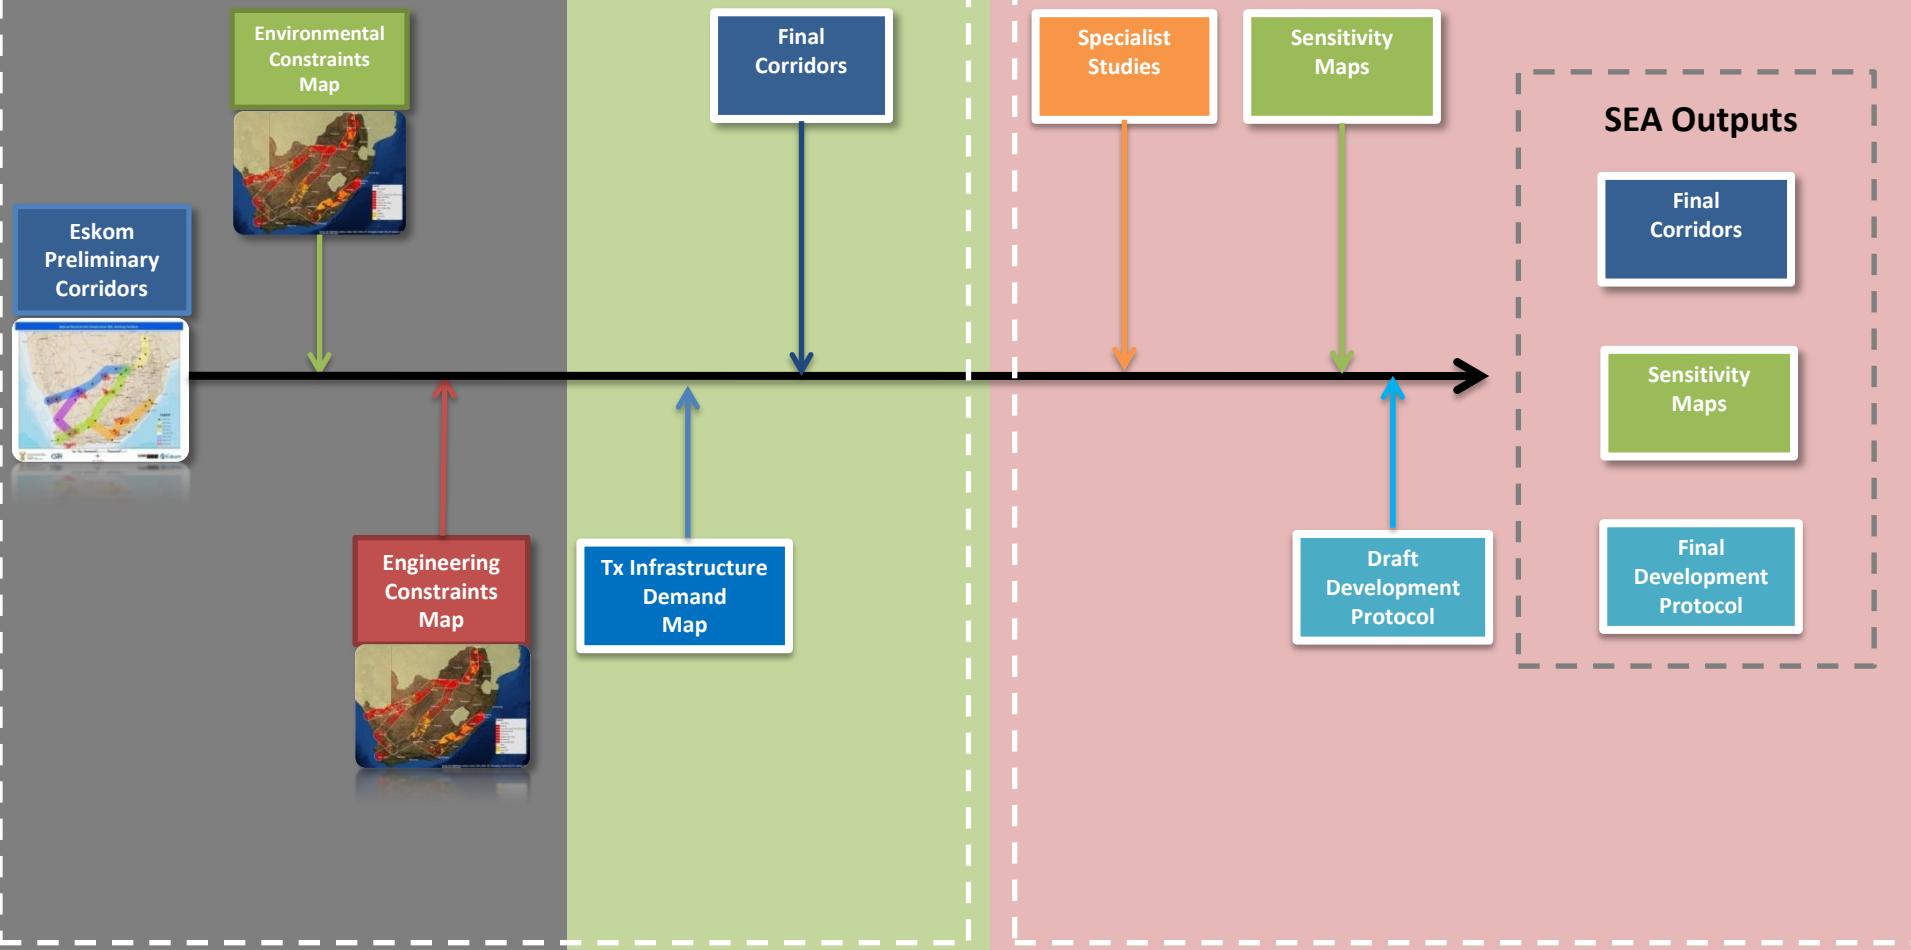 Environmental
Constraints
Map
Final
Corridors
Specialist
Studies
Sensitivity
Maps
SEA Outputs
Final
Corridors
Sensitivity
Maps
Final
Development
Protocol
Eskom
Preliminary
Corridors
Engineering
Constraints
Map
Tx Infrastructure
Demand
Map
Draft
Development
Protocol